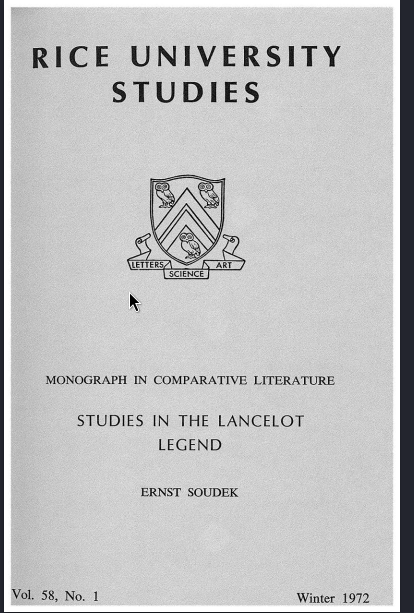 RICE UNIVERSITY
STUDIES
LETTERS SCIENCE ART
MONOGRAPH IN COMPARATIVE LITERATURE
STUDIES IN THE LANCELOT
LEGEND
ERNST SOUDEK
Vol. 58, No. 1
Winter 1972